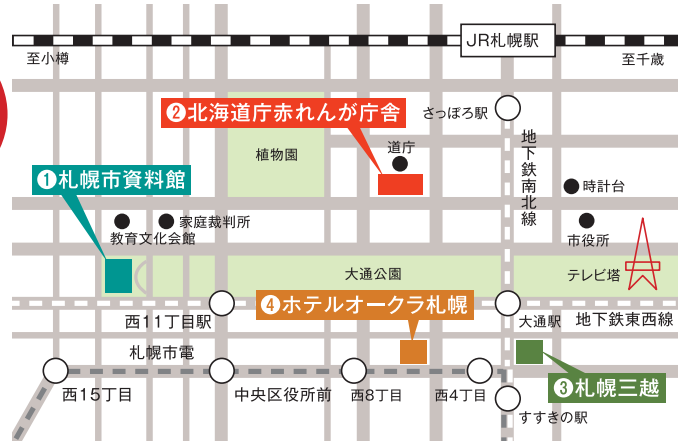 JR札幌駅
至小樽
至千歳
❷北海道庁赤れんが庁舎
さっぽろ駅
地下鉄南北線
道庁
植物園
❶札幌市資料館
時計台
家庭裁判所
教育文化会館
市役所
大通公園
テレビ塔
❹ホテルオークラ札幌
西11丁目駅
大通駅
地下鉄東西線
札幌市電
❸札幌三越
西15丁目
中央区役所前
西8丁目
西4丁目
すすきの駅